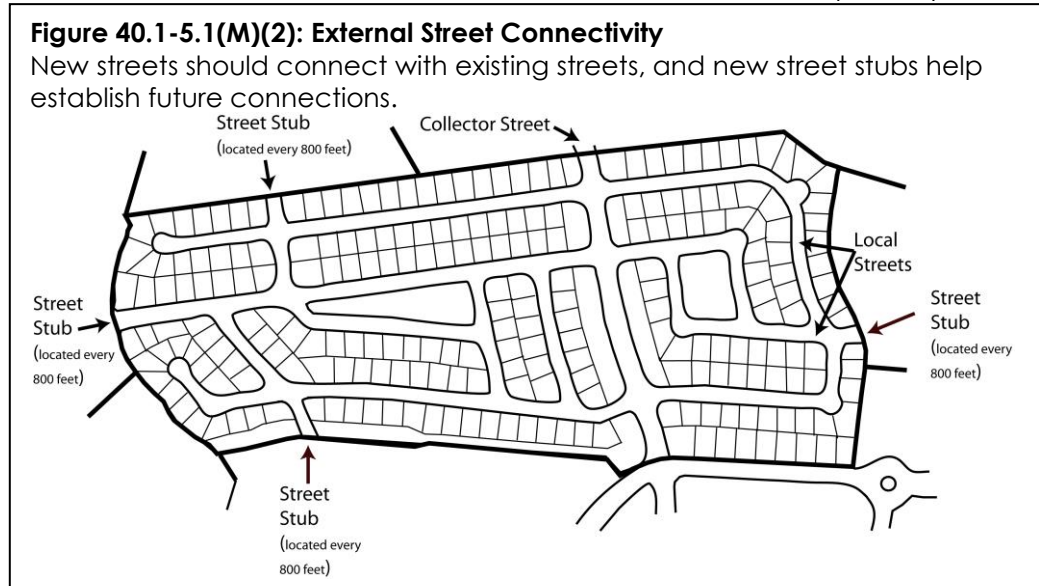 Figure 40.1-5.1(M)(2): External Street Connectivity
New streets should connect with existing streets, and new street stubs help
establish future connections.
Street Stub
(located every 800 feet)
Collector Street
Local
Streets
Street
Stub
(located every
800 feet)
Street
Stub
(located every
800 feet)
Street
Stub
(located every
800 feet)